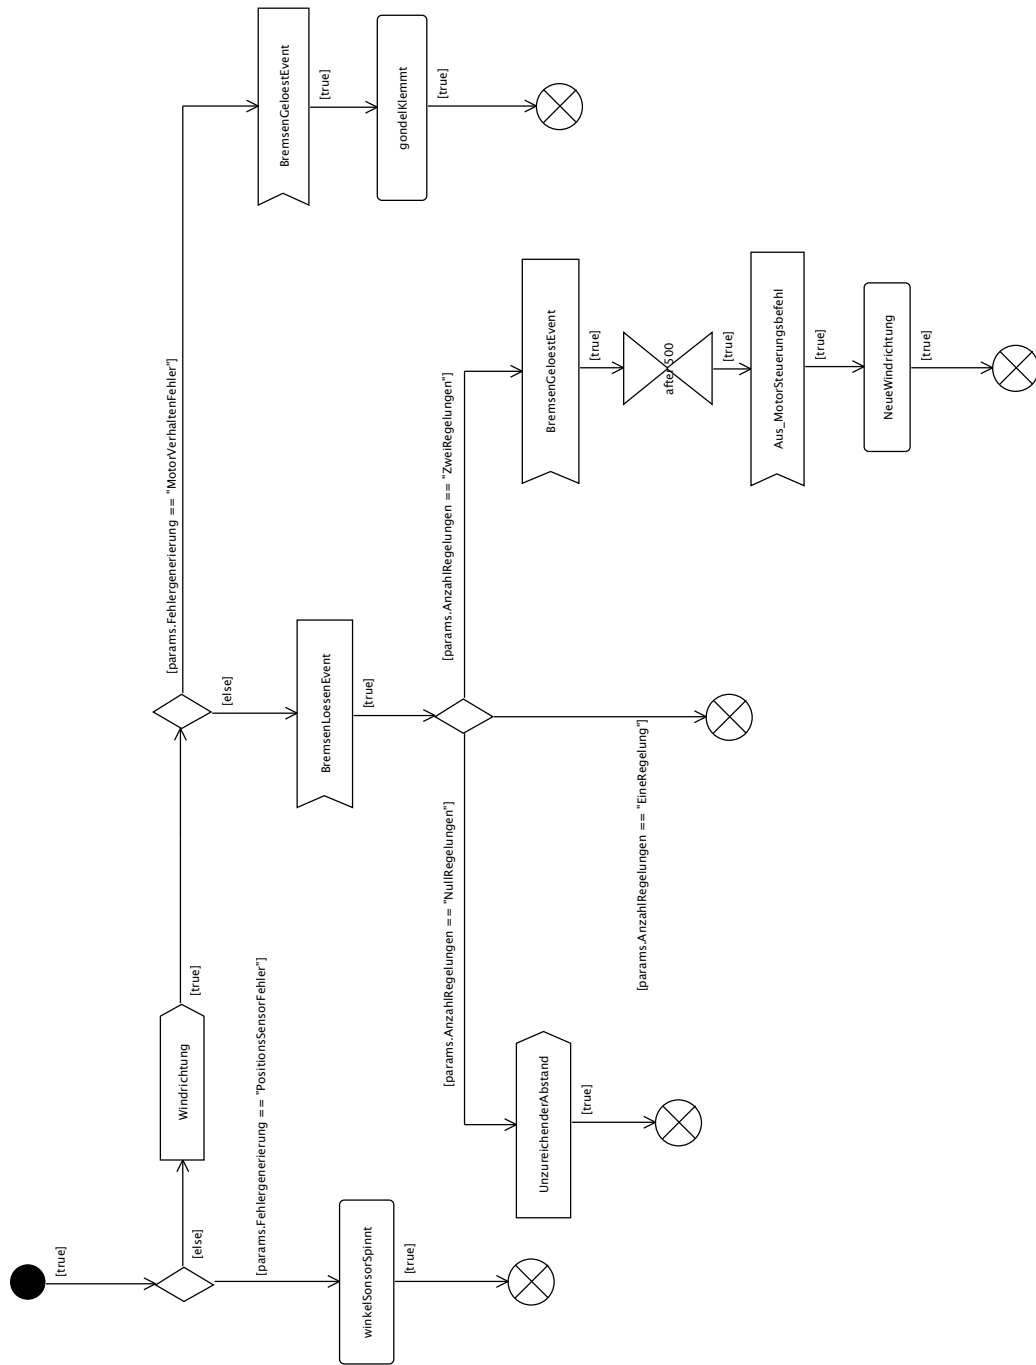 [true]
[else]
[params.Fehlergenerierung == "PositionsSensorFehler"]
winkelSonsorSpinnt
[true]
Windrichtung
[true]
[params.Fehlergenerierung == "MotorVerhaltenFehler"]
[else]
BremsenGeloestEvent
[true]
gondelKlemmt
[true]
BremsenLoesenEvent
[true]
[params.AnzahlRegelungen == "NullRegelungen"]
[params.AnzahlRegelungen == "EineRegelung"]
[params.AnzahlRegelungen == "ZweiRegelungen"]
UnzureichenderAbstand
[true]
BremsenGeloestEvent
[true]
after 500
[true]
Aus_MotorSteuerungsbefehl
[true]
NeueWindrichtung
[true]